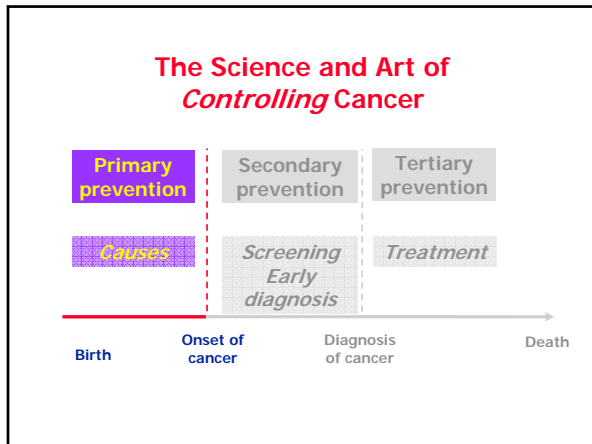 The Science and Art of
Controlling Cancer
Primary
prevention
Secondary
prevention
Tertiary
prevention
Causes
Screening
Early
diagnosis
Treatment
Birth
Onset of
cancer
Diagnosis
of cancer
Death